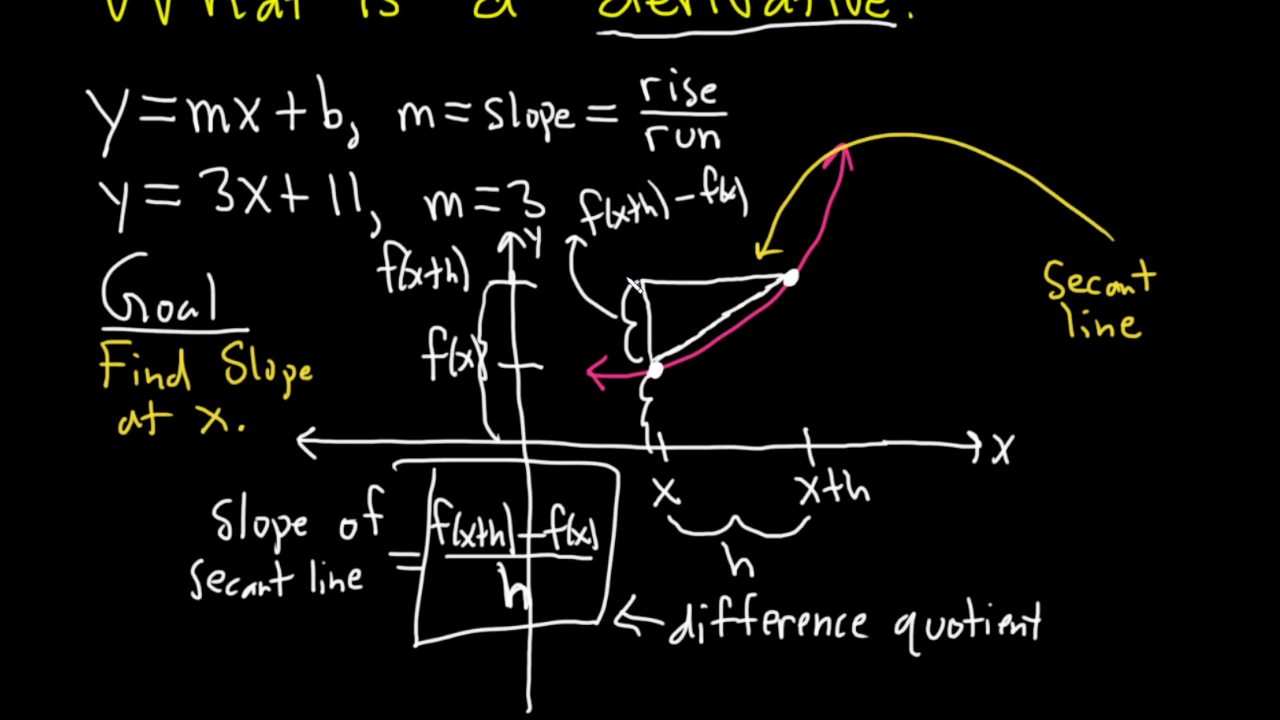 What is a derivative?
y=mx+b, m=slope=rise/run
y=3x+11, m=3
f(x+h)-f(x)
y
f(x+h)
Goal
Find Slope
at x.
f(x)
Secant
line
x
x
x+h
h
Slope of
secant line
= f(x+h)-f(x)/h
← difference quotient